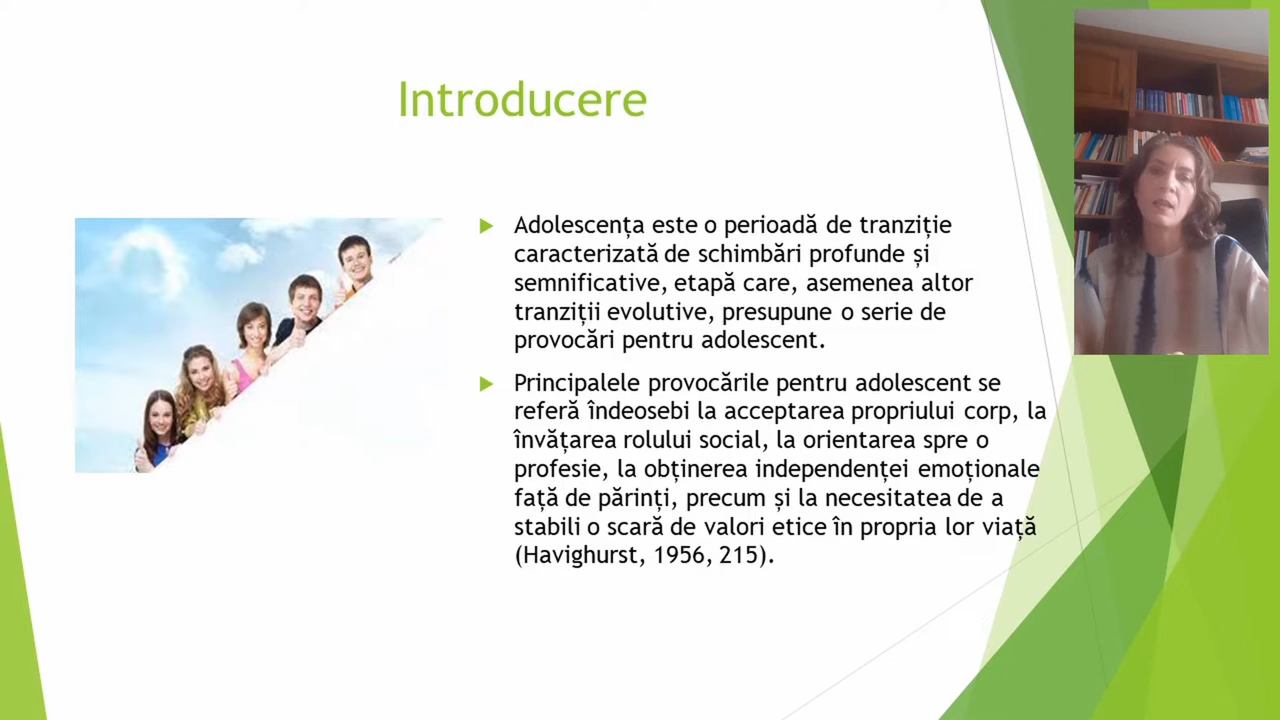 Introducere
Adolescența este o perioadă de tranziție
caracterizată de schimbări profunde și
semnificative, etapă care, asemenea altor
tranziții evolutive, presupune o serie de
provocări pentru adolescent.
Principalele provocările pentru adolescent se
referă îndeosebi la acceptarea propriului corp, la
învățarea rolului social, la orientarea spre o
profesie, la obținerea independenței emoționale
față de părinți, precum și la necesitatea de a
stabili o scară de valori etice în propria lor viață
(Havighurst, 1956, 215).